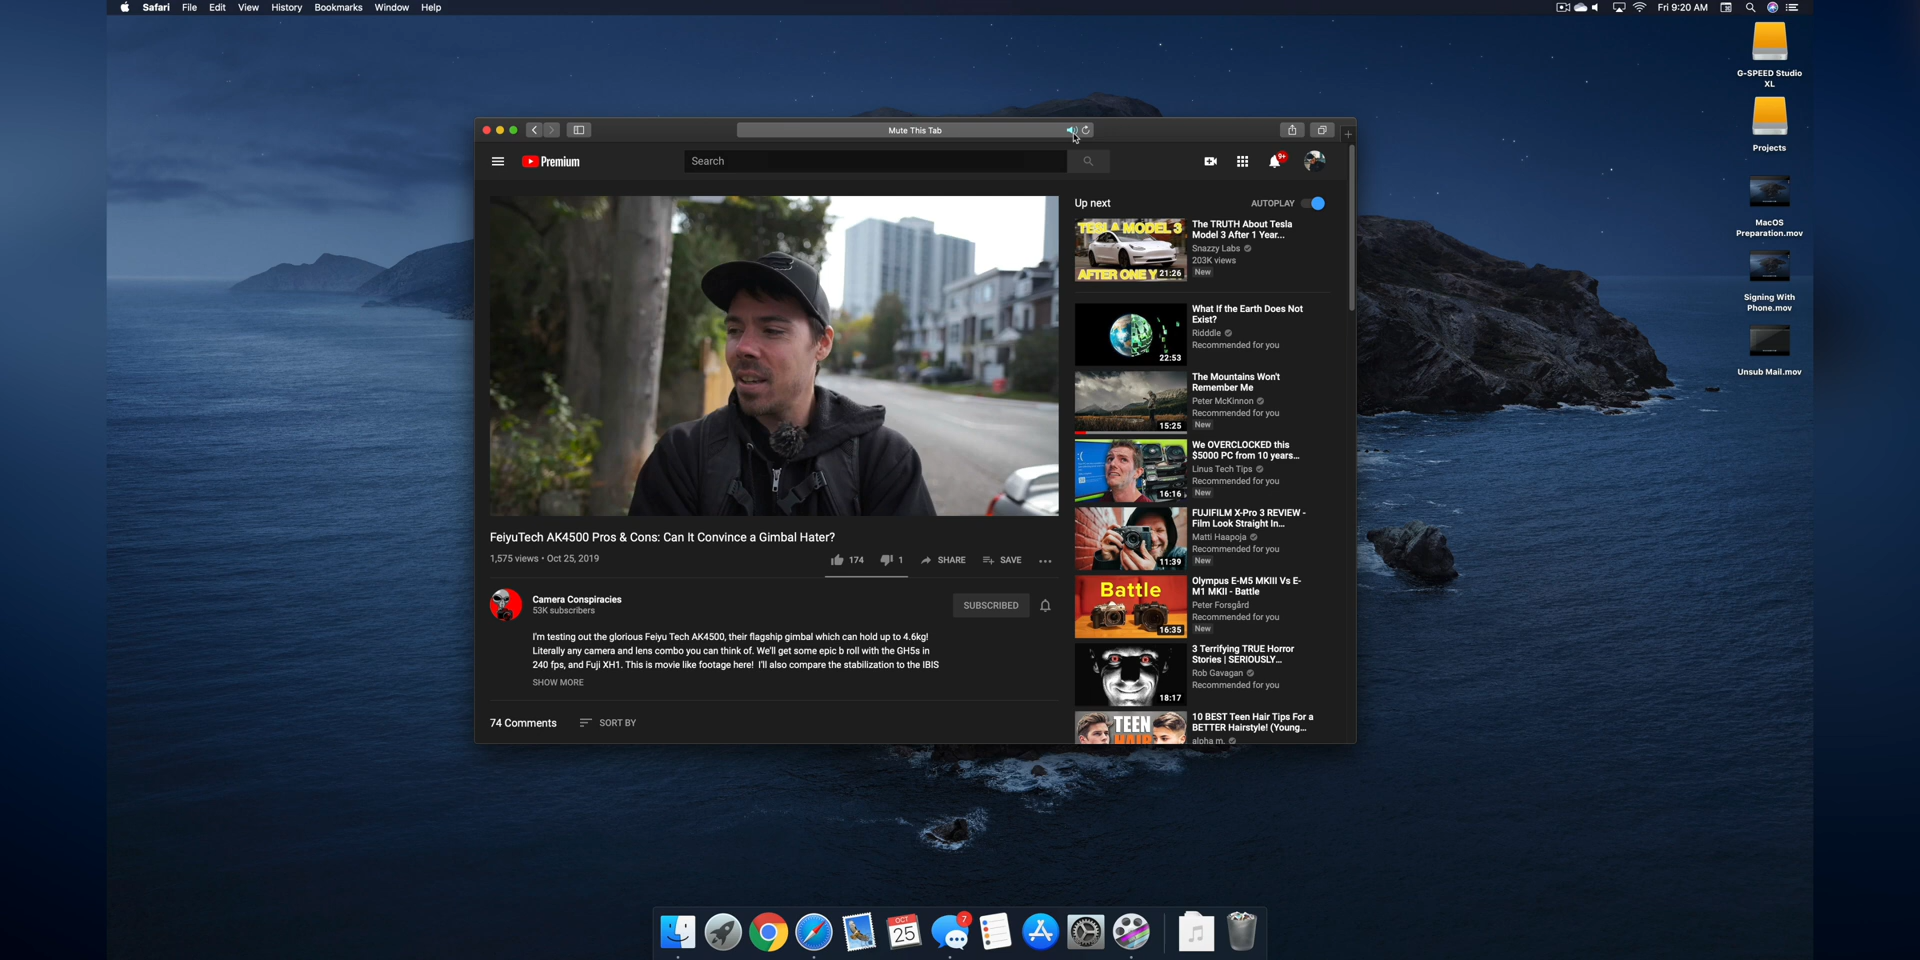 Safari File Edit View History Bookmarks Window Help
Fri 9:20 AM
G-SPEED Studio
XL
Projects
MacOS
Preparation.mov
Signing With
Phone.mov
Unsub Mail.mov
Mute This Tab
Premium
Search
9+
FeiyuTech AK4500 Pros & Cons: Can It Convince a Gimbal Hater?
1,575 views • Oct 25, 2019
174
1
SHARE
SAVE
Camera Conspiracies
53K subscribers
SUBSCRIBED
I'm testing out the glorious Feiyu Tech AK4500, their flagship gimbal which can hold up to 4.6kg!
Literally any camera and lens combo you can think of. We'll get some epic b roll with the GH5s in
240 fps, and Fuji XH1. This is movie like footage here! I'll also compare the stabilization to the IBIS
SHOW MORE
74 Comments
SORT BY
Up next
AUTOPLAY
TESLA MODEL 3
AFTER ONE Y
21:26
The TRUTH About Tesla
Model 3 After 1 Year...
Snazzy Labs
203K views
New
22:53
What If the Earth Does Not
Exist?
Ridddle
Recommended for you
15:25
The Mountains Won't
Remember Me
Peter McKinnon
Recommended for you
New
:(
16:16
We OVERCLOCKED this
$5000 PC from 10 years...
Linus Tech Tips
Recommended for you
New
11:39
FUJIFILM X-Pro 3 REVIEW -
Film Look Straight In...
Matti Haapoja
Recommended for you
New
Battle
16:35
Olympus E-M5 MKIII Vs E-
M1 MKII - Battle
Peter Forsgård
Recommended for you
New
18:17
3 Terrifying TRUE Horror
Stories | SERIOUSLY...
Rob Gavagan
Recommended for you
TEEN
HAIR
10 BEST Teen Hair Tips For a
BETTER Hairstyle! (Young...
alpha m.
OCT
25
7